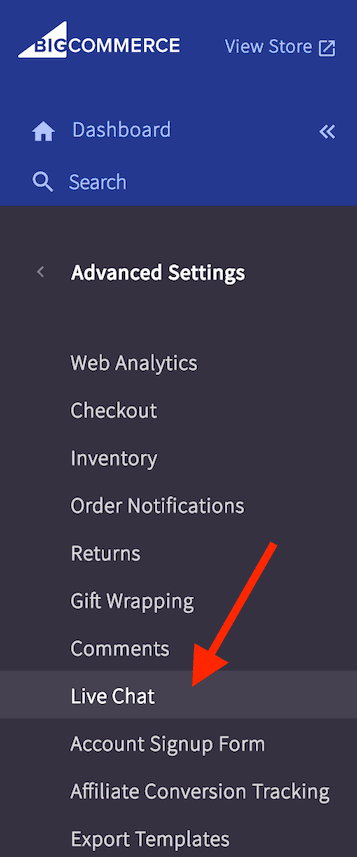 BIGCOMMERCE
View Store
Dashboard
Search
Advanced Settings
Web Analytics
Checkout
Inventory
Order Notifications
Returns
Gift Wrapping
Comments
Live Chat
Account Signup Form
Affiliate Conversion Tracking
Export Templates